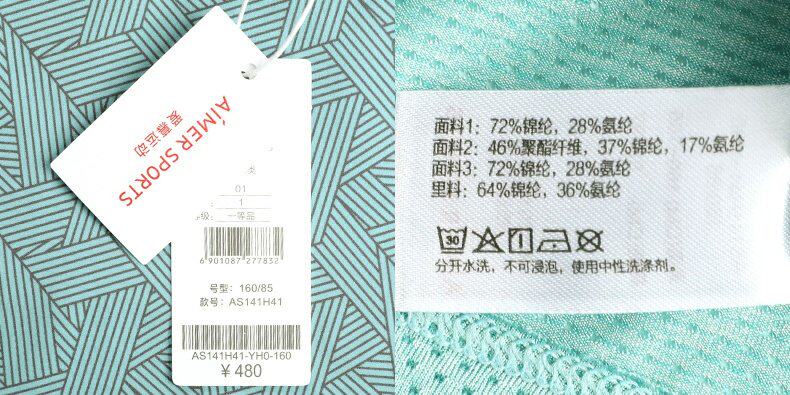 AIMER SPORTS
爱慕运动
类
01
1
级: 一等品
6 901087 277832
号型: 160/85
款号: AS141H41
AS141H41-YH0-160
¥ 480
面料1: 72%锦纶, 28%氨纶
面料2: 46%聚酯纤维, 37%锦纶, 17%氨纶
面料3: 72%锦纶, 28%氨纶
里料: 64%锦纶, 36%氨纶
30
分开水洗, 不可浸泡, 使用中性洗涤剂。